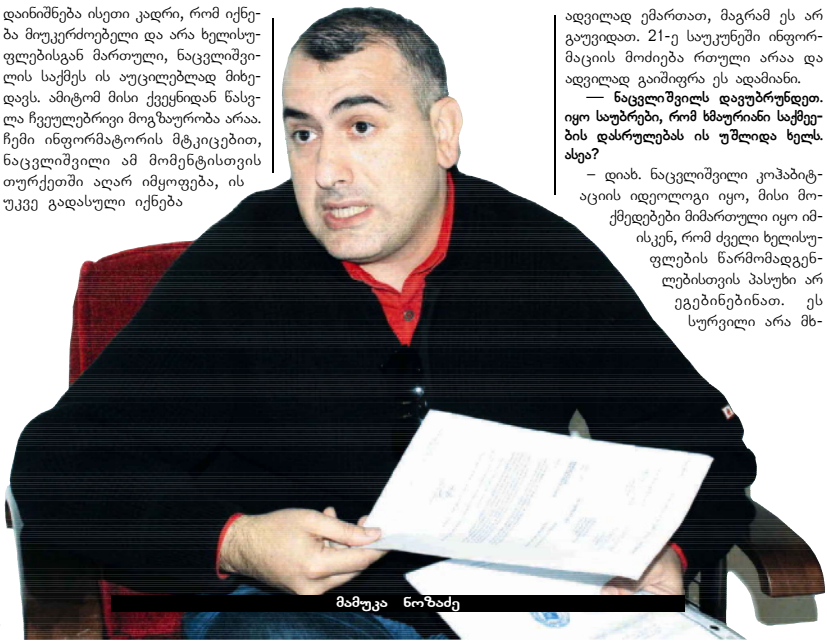 დაინიშნება ისეთი კადრი, რომ იქნე-
ბა მიუკერძოებელი და არა ხელისუ-
ფლებისგან მართული, ნაცვლიშვი-
ლის საქმეს ის აუცილებლად მიხე-
დავს. ამიტომ მისი ქვეყნიდან წასვ-
ლა ჩვეულებრივი მოგზაურობა არაა.
ჩემი ინფორმატორის მტკიცებით,
ნაცვლიშვილი ამ მომენტისთვის
თურქეთში აღარ იმყოფება, ის
უკვე გადასული იქნება
ადვილად ემართათ, მაგრამ ეს არ
გაუვიდათ. 21-ე საუკუნეში ინფორ-
მაციის მოძიება რთული არაა და
ადვილად გაიშიფრა ეს ადამიანი.
— ნაცვლიშვილს დავუბრუნდეთ.
იყო საუბრები, რომ ხმაურიანი საქმეე-
ბის დასრულებას ის უშლიდა ხელს.
ასეა?
– დიახ. ნაცვლიშვილი კოჰაბიტ-
აციის იდეოლოგი იყო, მისი მო-
ქმედებები მიმართული იყო იმ-
ისკენ, რომ ძველი ხელისუ-
ფლების წარმომადგენ-
ლებისთვის პასუხი არ
ეგებინებინათ. ეს
სურვილი არა მხ-
მამუკა ნოზაძე